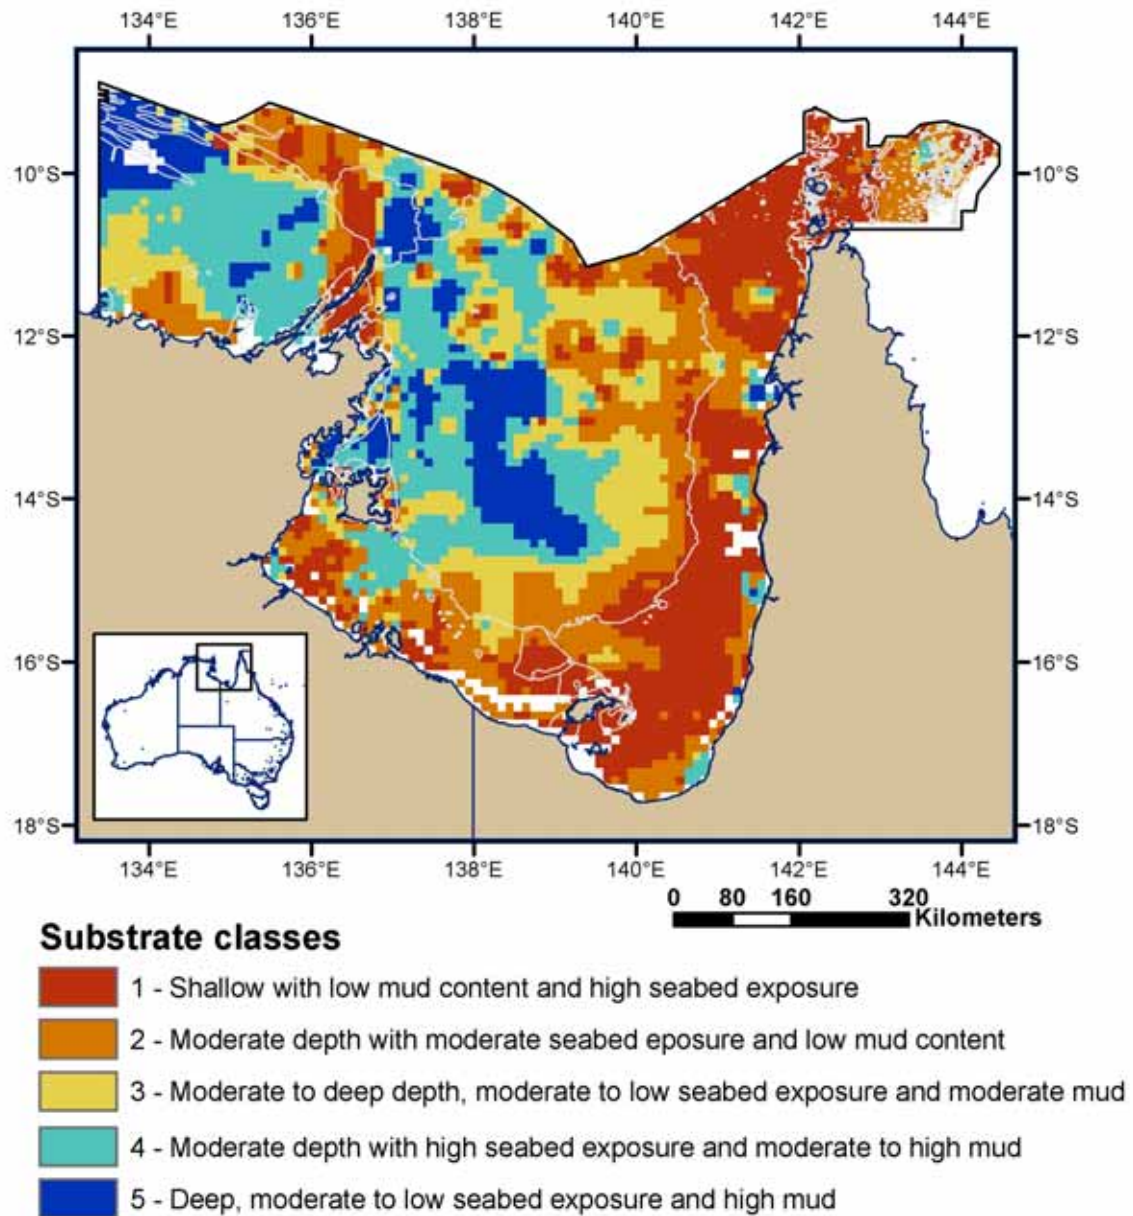 134°E 136°E 138°E 140°E 142°E 144°E
10°S 10°S
12°S 12°S
14°S 14°S
16°S 16°S
18°S 18°S
134°E 136°E 138°E 140°E 142°E 144°E
0 80 160 320
Kilometers
Substrate classes
1 - Shallow with low mud content and high seabed exposure
2 - Moderate depth with moderate seabed eposure and low mud content
3 - Moderate to deep depth, moderate to low seabed exposure and moderate mud
4 - Moderate depth with high seabed exposure and moderate to high mud
5 - Deep, moderate to low seabed exposure and high mud